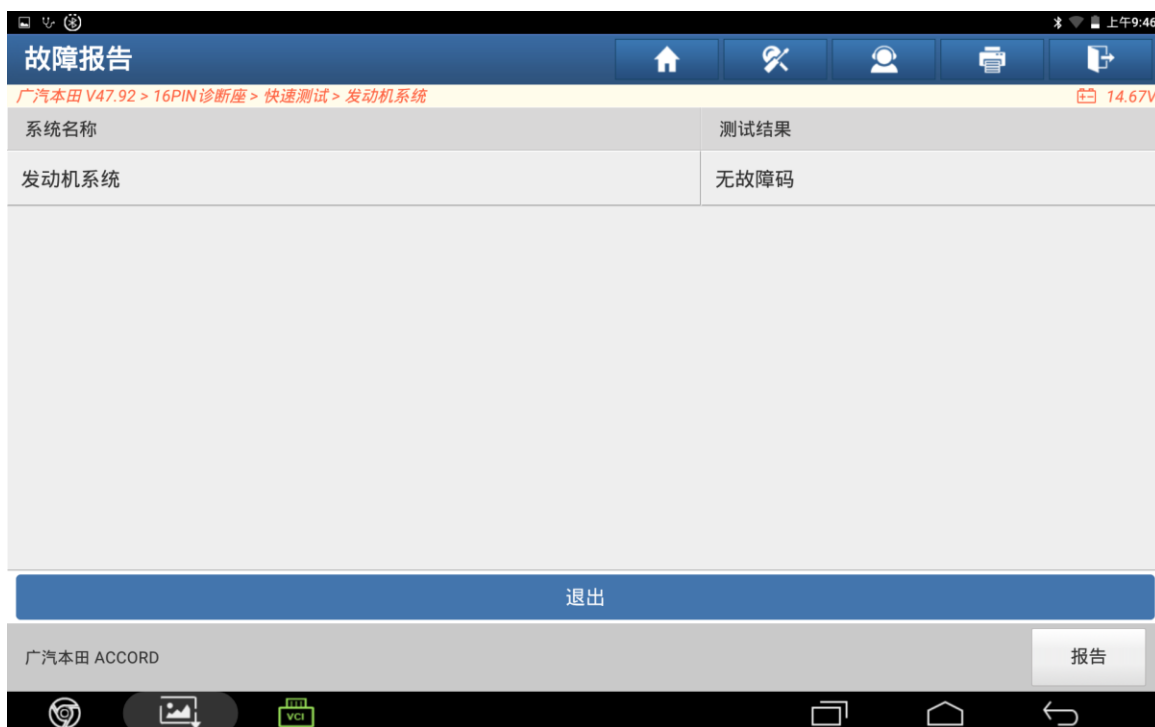 上午9:46
故障报告
广汽本田 V47.92 > 16PIN诊断座 > 快速测试 > 发动机系统 14.67V
系统名称 测试结果
发动机系统 无故障码
退出
广汽本田 ACCORD 报告
VCI